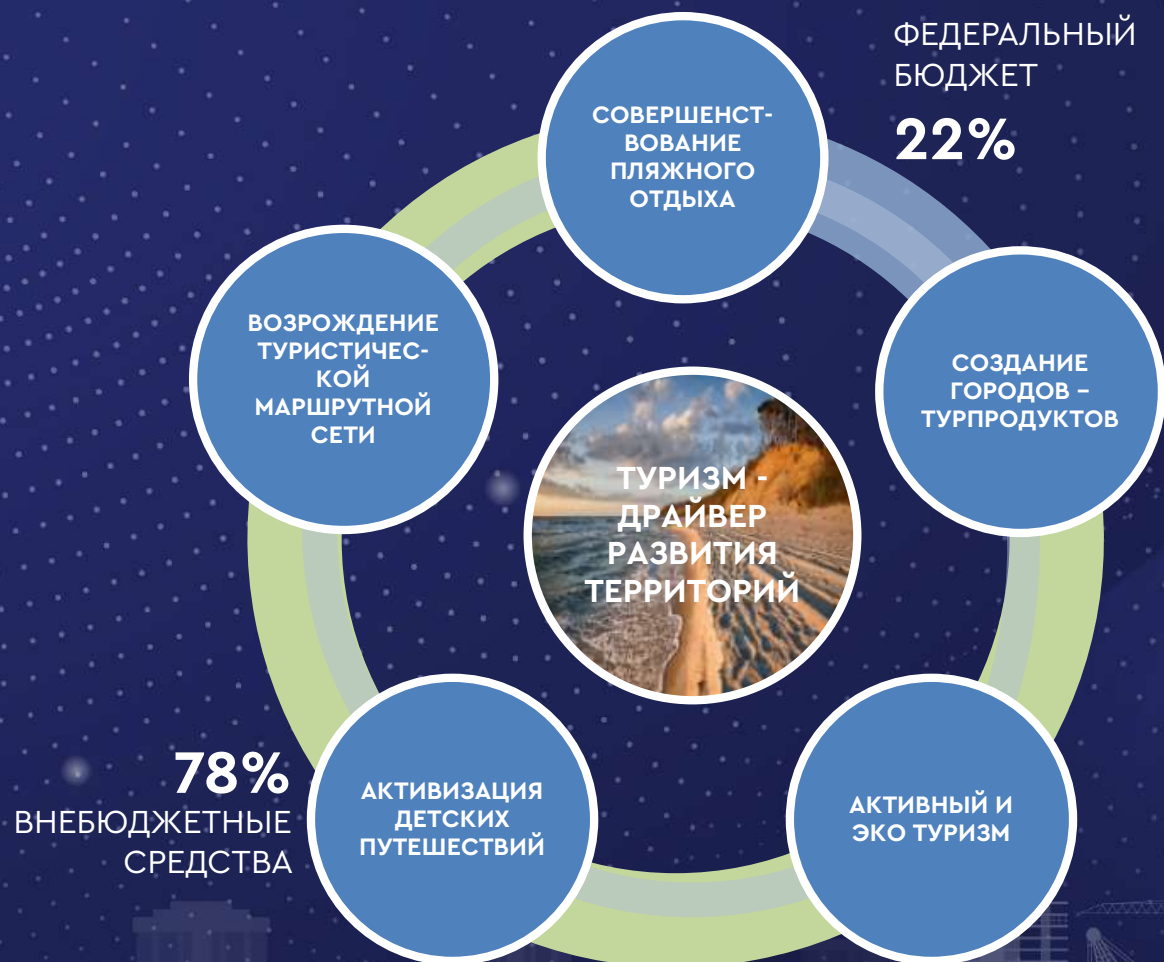 ФЕДЕРАЛЬНЫЙ
БЮДЖЕТ
22%
СОВЕРШЕНСТ-
ВОВАНИЕ
ПЛЯЖНОГО
ОТДЫХА
ВОЗРОЖДЕНИЕ
ТУРИСТИЧЕС-
КОЙ
МАРШРУТНОЙ
СЕТИ
СОЗДАНИЕ
ГОРОДОВ –
ТУРПРОДУКТОВ
ТУРИЗМ -
ДРАЙВЕР
РАЗВИТИЯ
ТЕРРИТОРИЙ
78%
ВНЕБЮДЖЕТНЫЕ
СРЕДСТВА
АКТИВИЗАЦИЯ
ДЕТСКИХ
ПУТЕШЕСТВИЙ
АКТИВНЫЙ И
ЭКО ТУРИЗМ